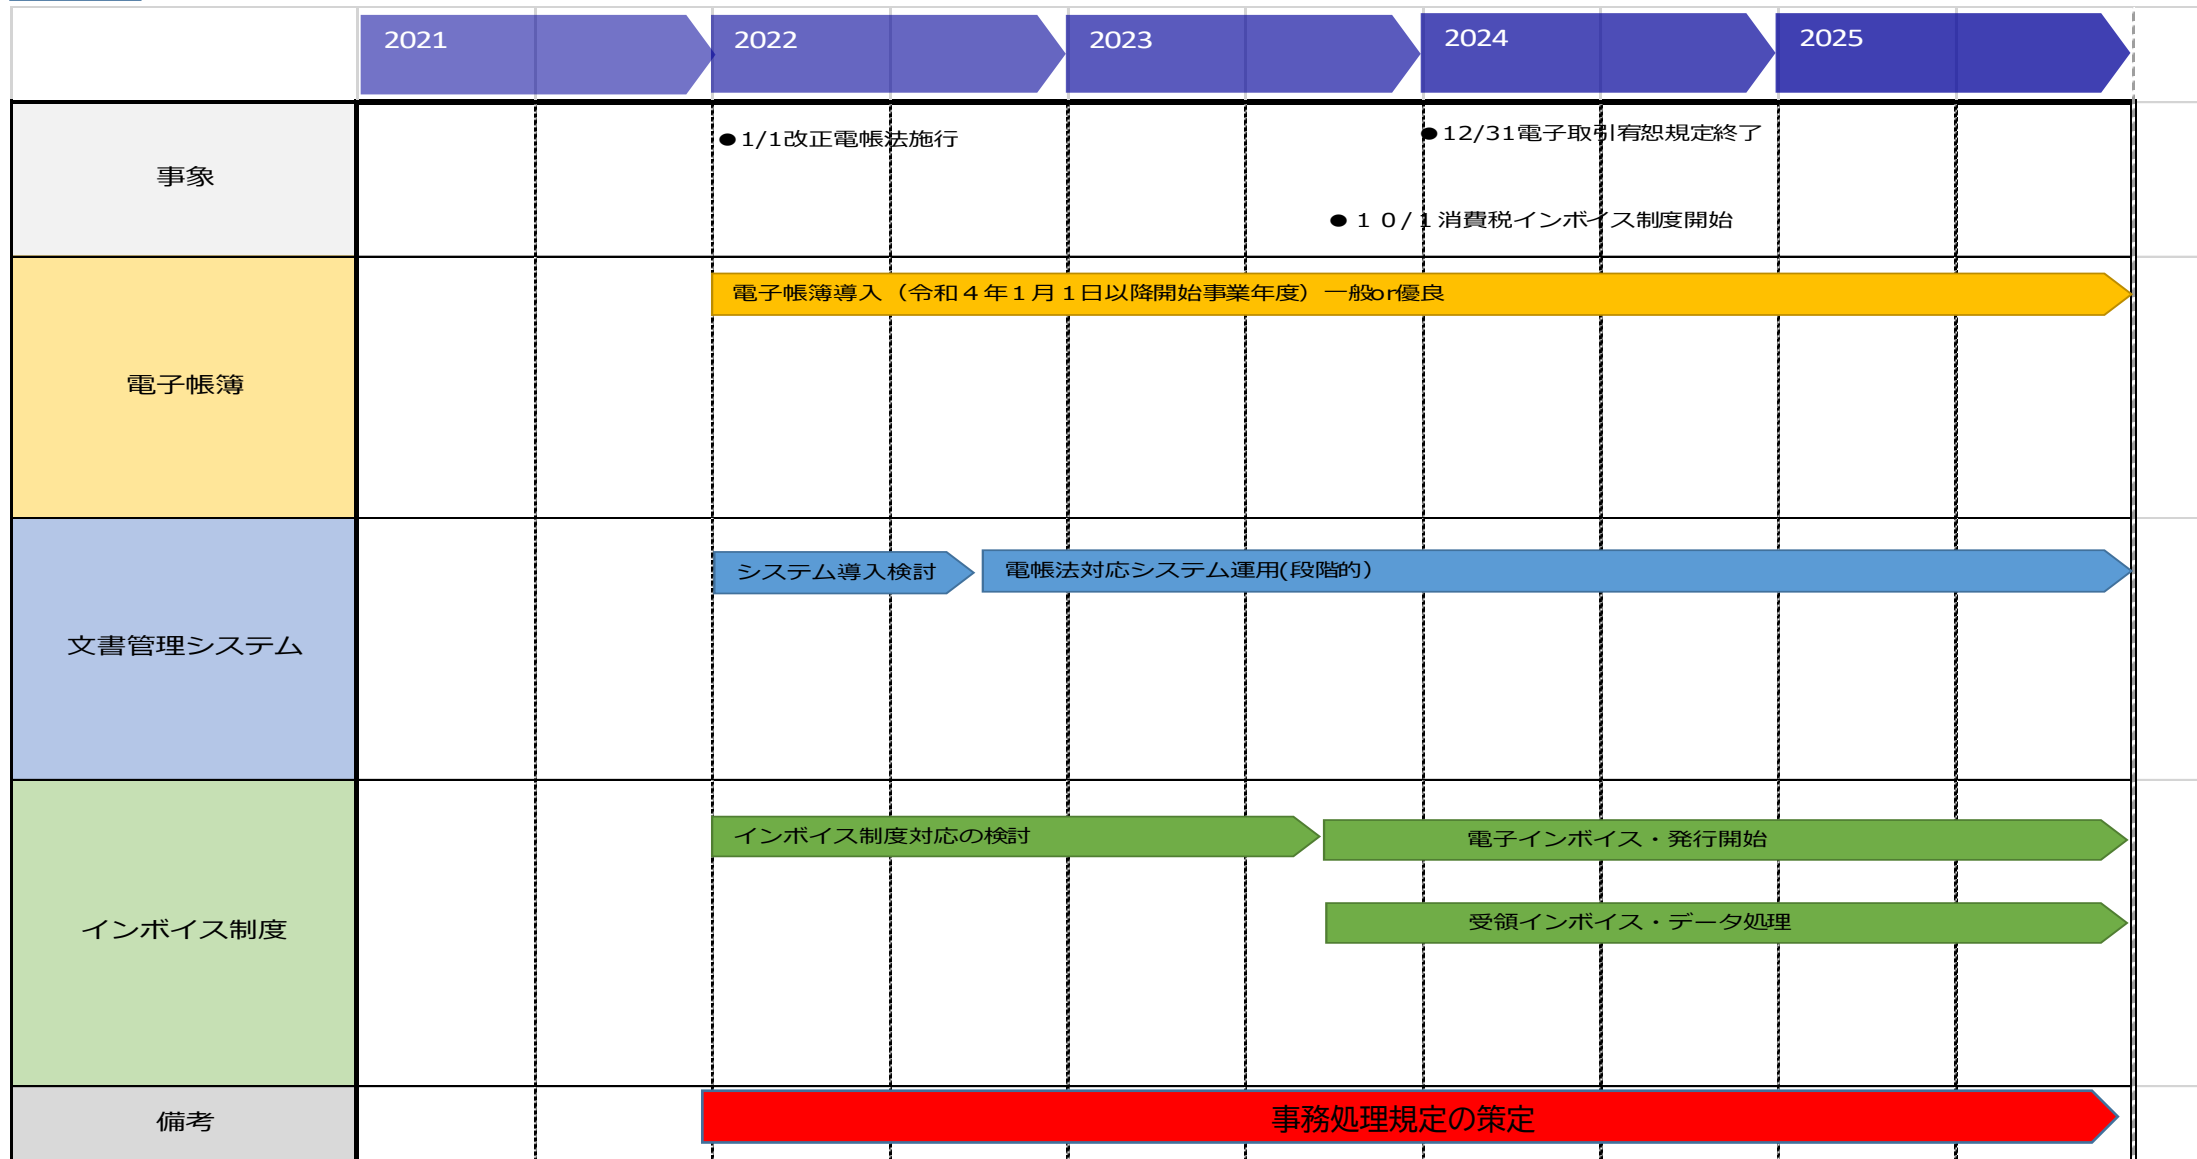 2021
2022
2023
2024
2025
事象
●1/1改正電帳法施行
●12/31電子取引宥恕規定終了
●１０/１消費税インボイス制度開始
電子帳簿
電子帳簿導入（令和４年１月１日以降開始事業年度）一般or優良
文書管理システム
システム導入検討
電帳法対応システム運用(段階的）
インボイス制度
インボイス制度対応の検討
電子インボイス・発行開始
受領インボイス・データ処理
備考
事務処理規定の策定